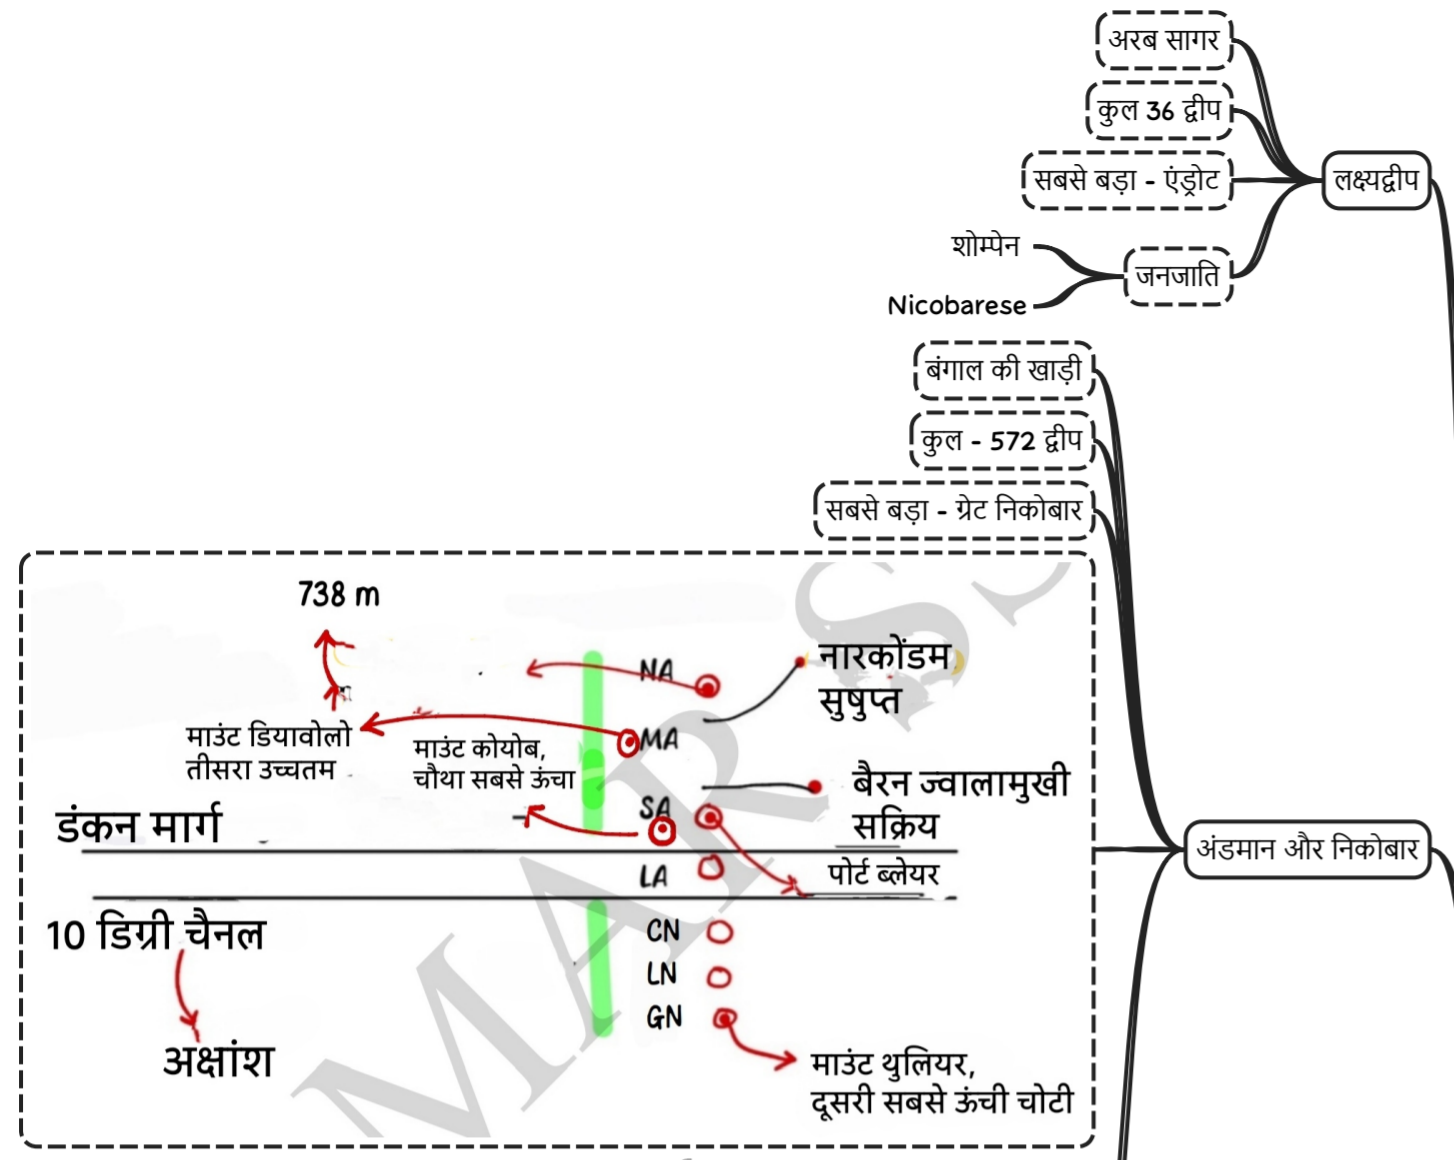 अरब सागर
कुल 36 द्वीप
सबसे बड़ा - एंड्रोट
लक्ष्यद्वीप
शोम्पेन
जनजाति
Nicobarese
बंगाल की खाड़ी
कुल - 572 द्वीप
सबसे बड़ा - ग्रेट निकोबार
738 m
NA
नारकोंडम
सुषुप्त
माउंट डियावोलो
तीसरा उच्चतम
माउंट कोयोब,
चौथा सबसे ऊंचा
MA
बैरन ज्वालामुखी
सक्रिय
SA
डंकन मार्ग
अंडमान और निकोबार
LA
पोर्ट ब्लेयर
10 डिग्री चैनल
CN
LN
GN
अक्षांश
माउंट थुलियर,
दूसरी सबसे ऊंची चोटी